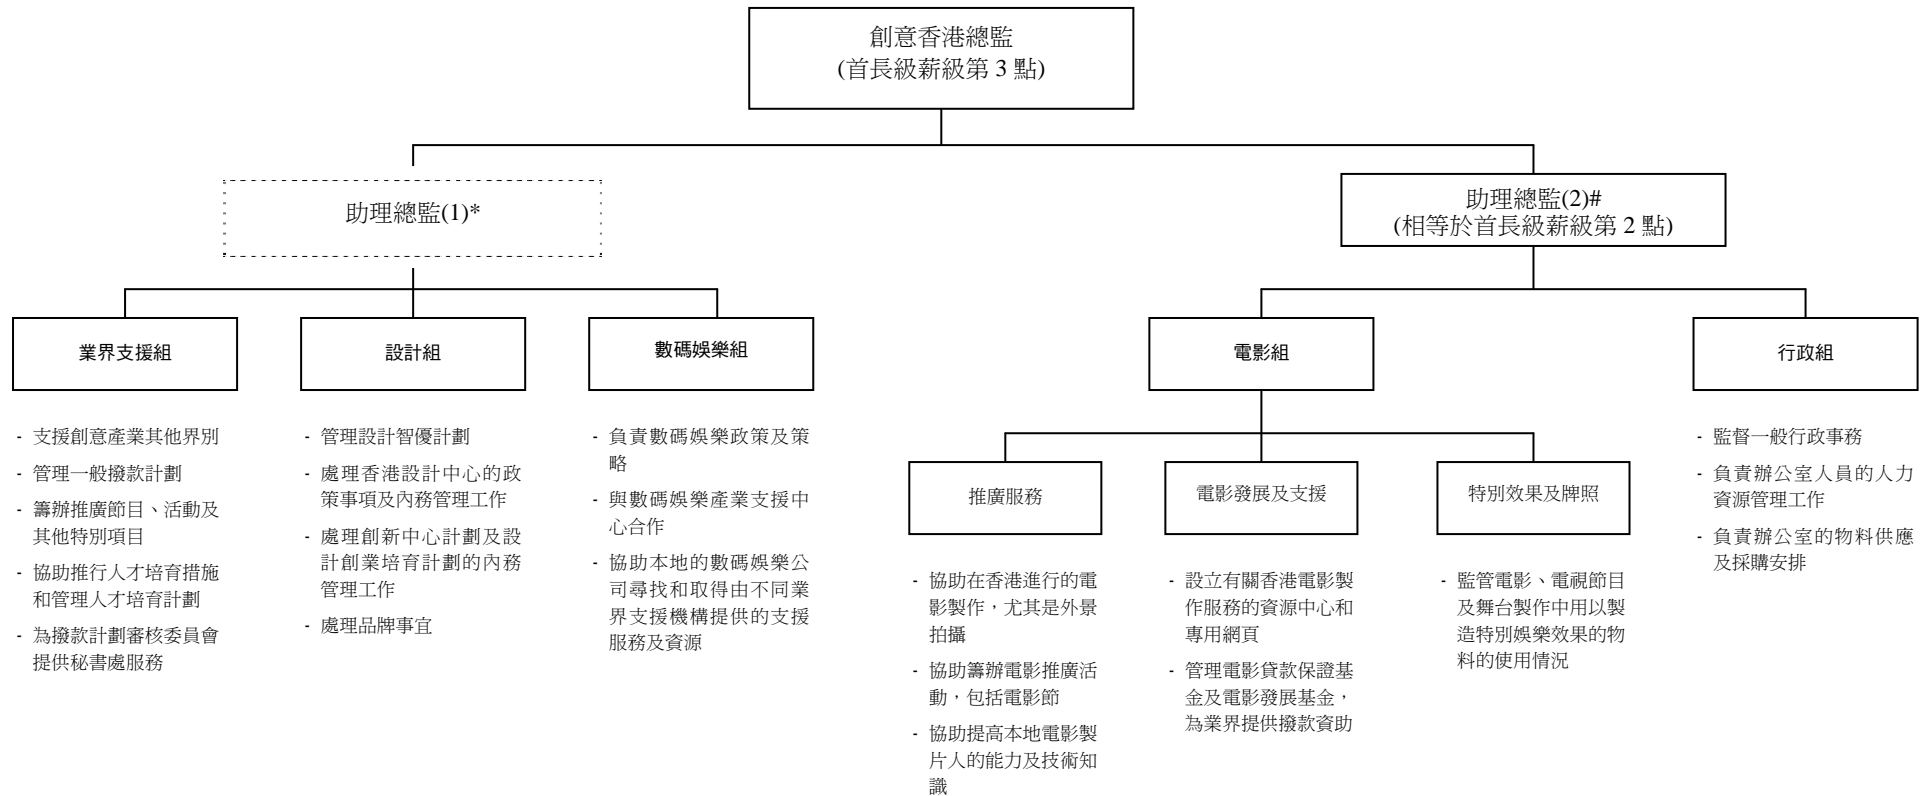 創意香港總監
(首長級薪級第 3 點)
助理總監(1)*
助理總監(2)#
(相等於首長級薪級第 2 點)
業界支援組
設計組
數碼娛樂組
電影組
行政組
- 支援創意產業其他界別
- 管理一般撥款計劃
- 籌辦推廣節目、活動及
其他特別項目
- 協助推行人才培育措施
和管理人才培育計劃
- 為撥款計劃審核委員會
提供秘書處服務
- 管理設計智優計劃
- 處理香港設計中心的政
策事項及內務管理工作
- 處理創新中心計劃及設
計創業培育計劃的內務
管理工作
- 處理品牌事宜
- 負責數碼娛樂政策及策
略
- 與數碼娛樂產業支援中
心合作
- 協助本地的數碼娛樂公
司尋找和取得由不同業
界支援機構提供的支援
服務及資源
推廣服務
電影發展及支援
特別效果及牌照
- 協助在香港進行的電
影製作，尤其是外景
拍攝
- 協助籌辦電影推廣活
動，包括電影節
- 協助提高本地電影製
片人的能力及技術知
識
- 設立有關香港電影製
作服務的資源中心和
專用網頁
- 管理電影貸款保證基
金及電影發展基金，
為業界提供撥款資助
- 監管電影、電視節目
及舞台製作中用以製
造特別娛樂效果的物
料的使用情況
- 監督一般行政事務
- 負責辦公室人員的人力
資源管理工作
- 負責辦公室的物料供應
及採購安排